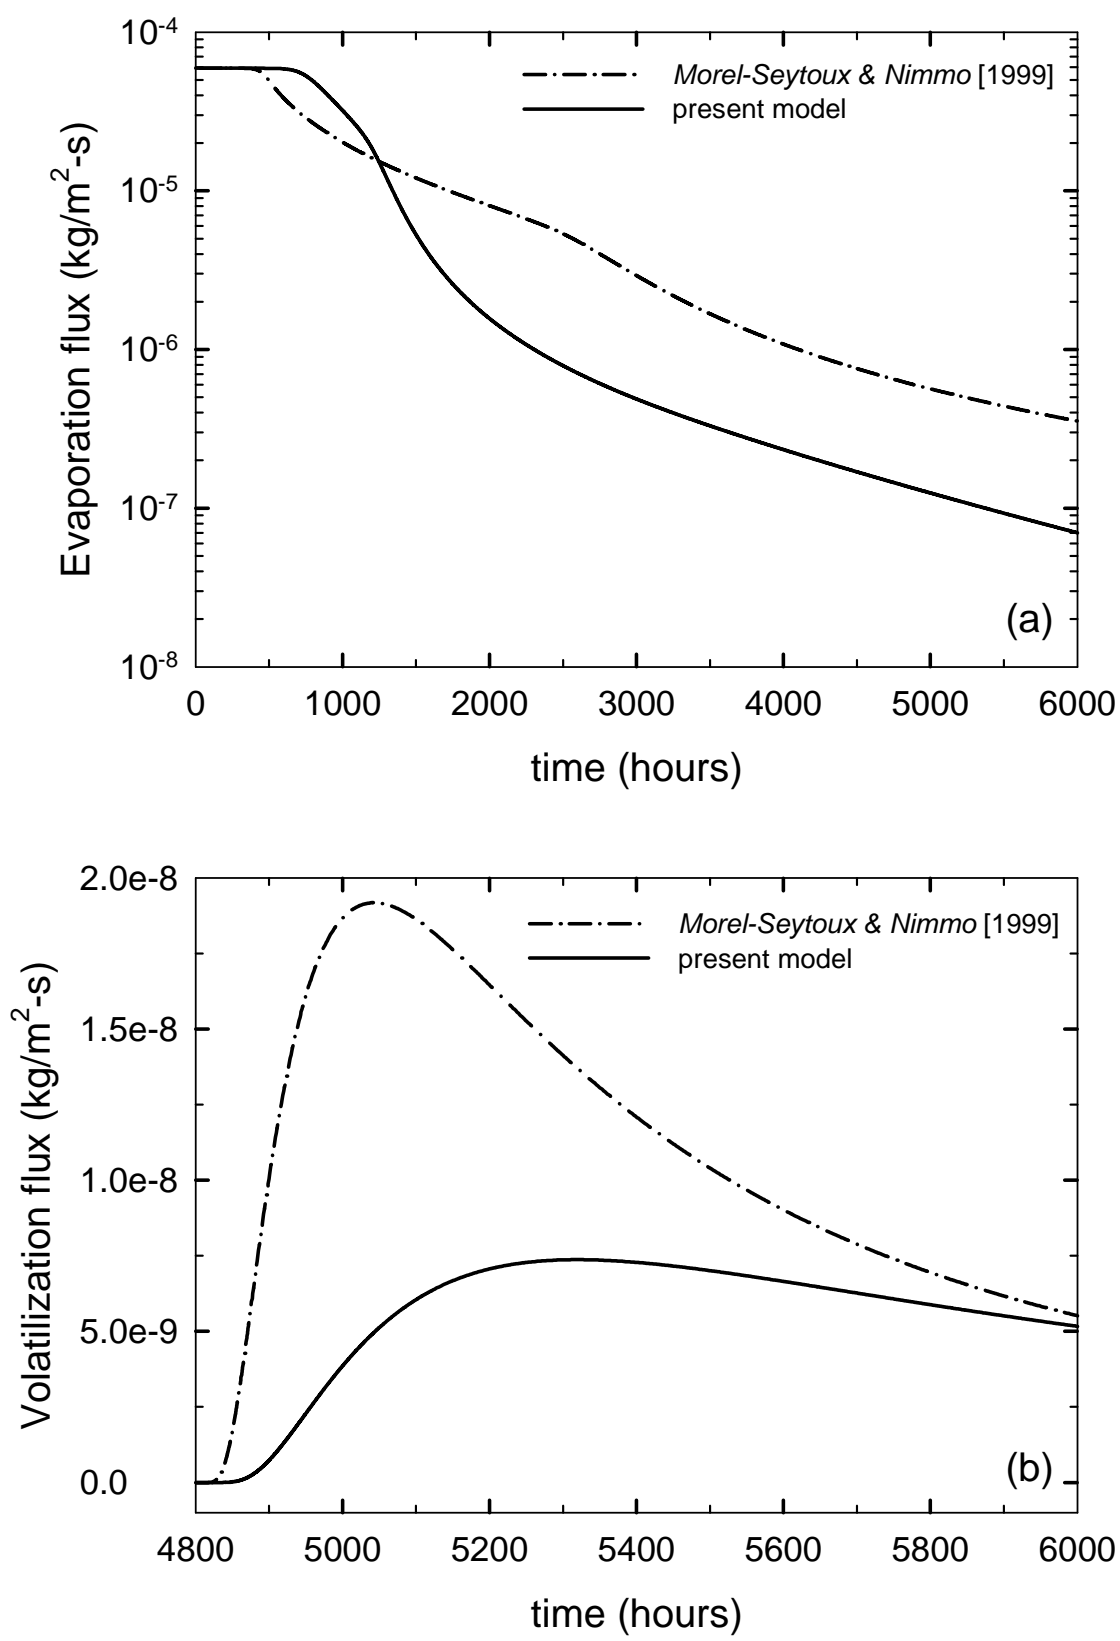 10^-4
Morel-Seytoux & Nimmo [1999]
present model
10^-5
Evaporation flux (kg/m^2-s)
10^-6
10^-7
(a)
10^-8
0 1000 2000 3000 4000 5000 6000
time (hours)
2.0e-8
Morel-Seytoux & Nimmo [1999]
present model
1.5e-8
Volatilization flux (kg/m^2-s)
1.0e-8
5.0e-9
(b)
0.0
4800 5000 5200 5400 5600 5800 6000
time (hours)